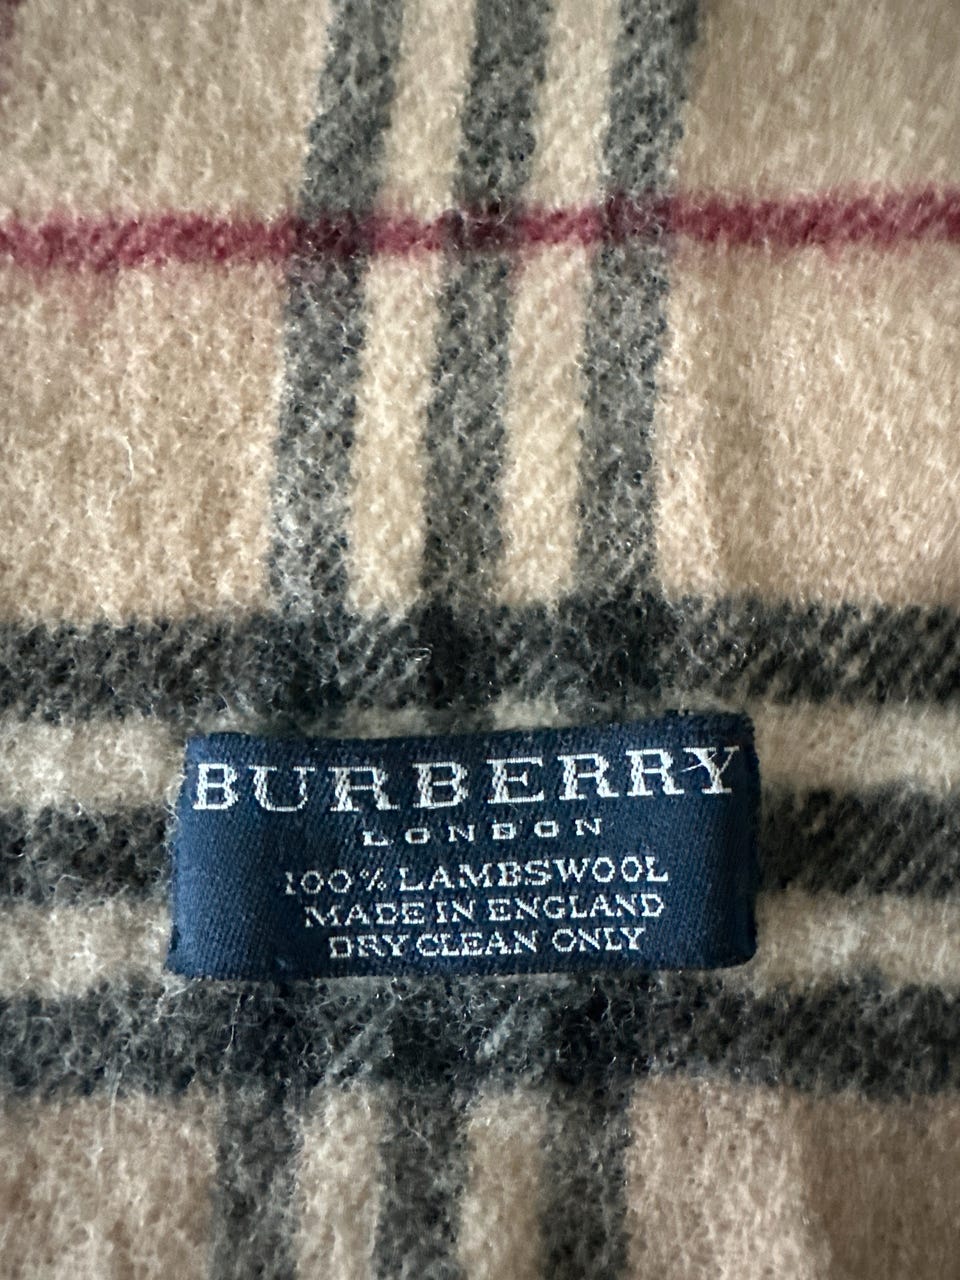 BURBERRY
LONDON
100% LAMBSWOOL
MADE IN ENGLAND
DRY CLEAN ONLY